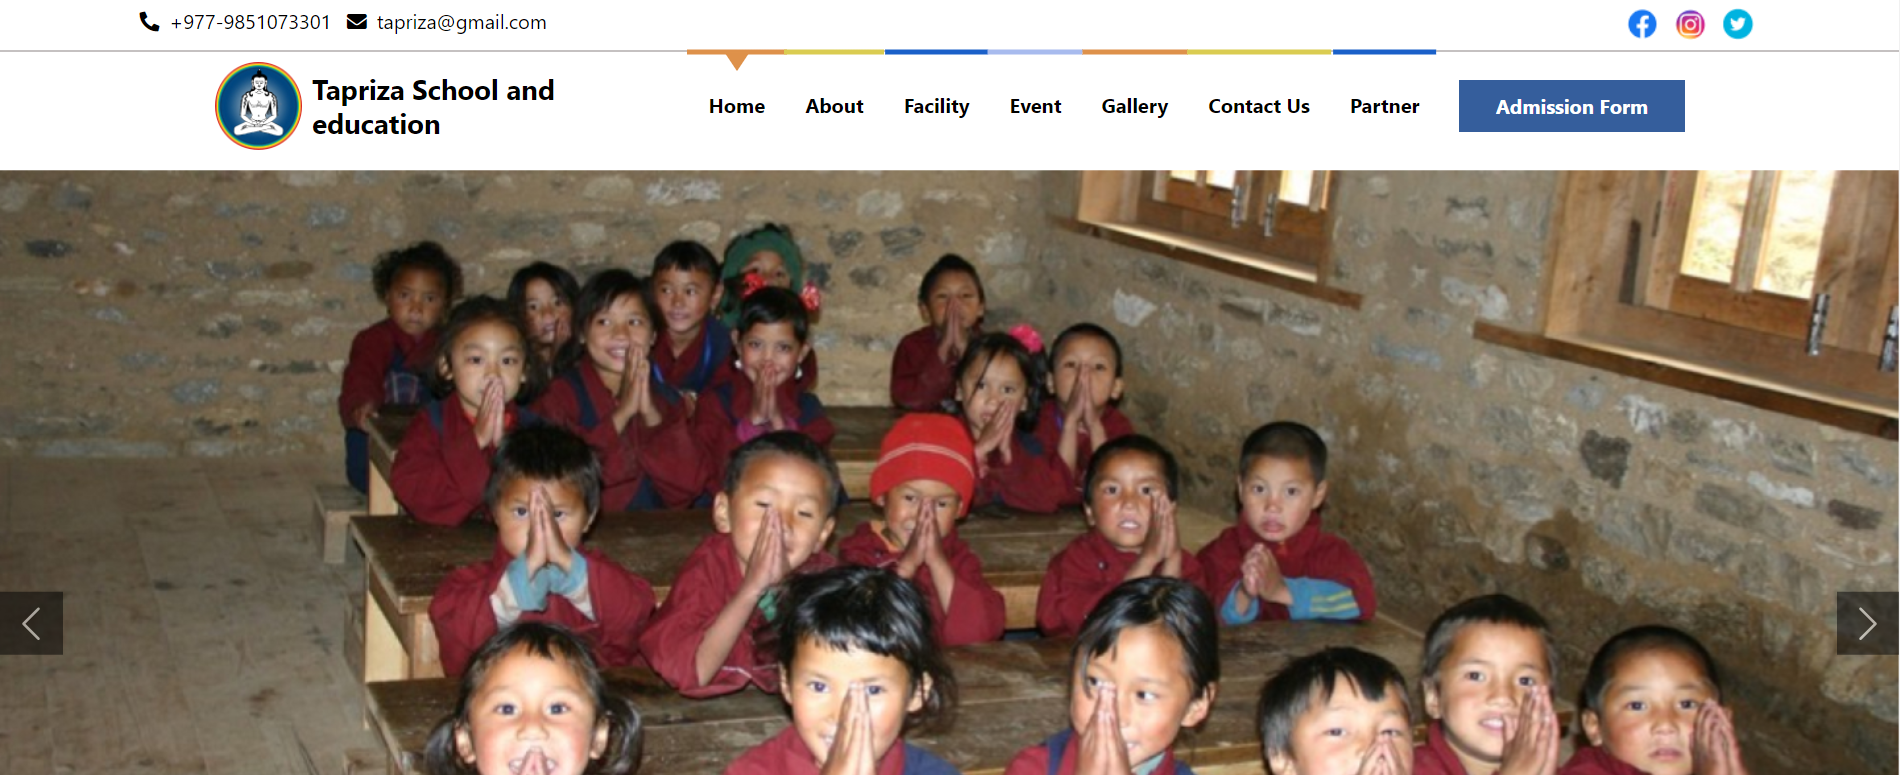 +977-9851073301 tapriza@gmail.com
Tapriza School and
education
Home About Facility Event Gallery Contact Us Partner Admission Form